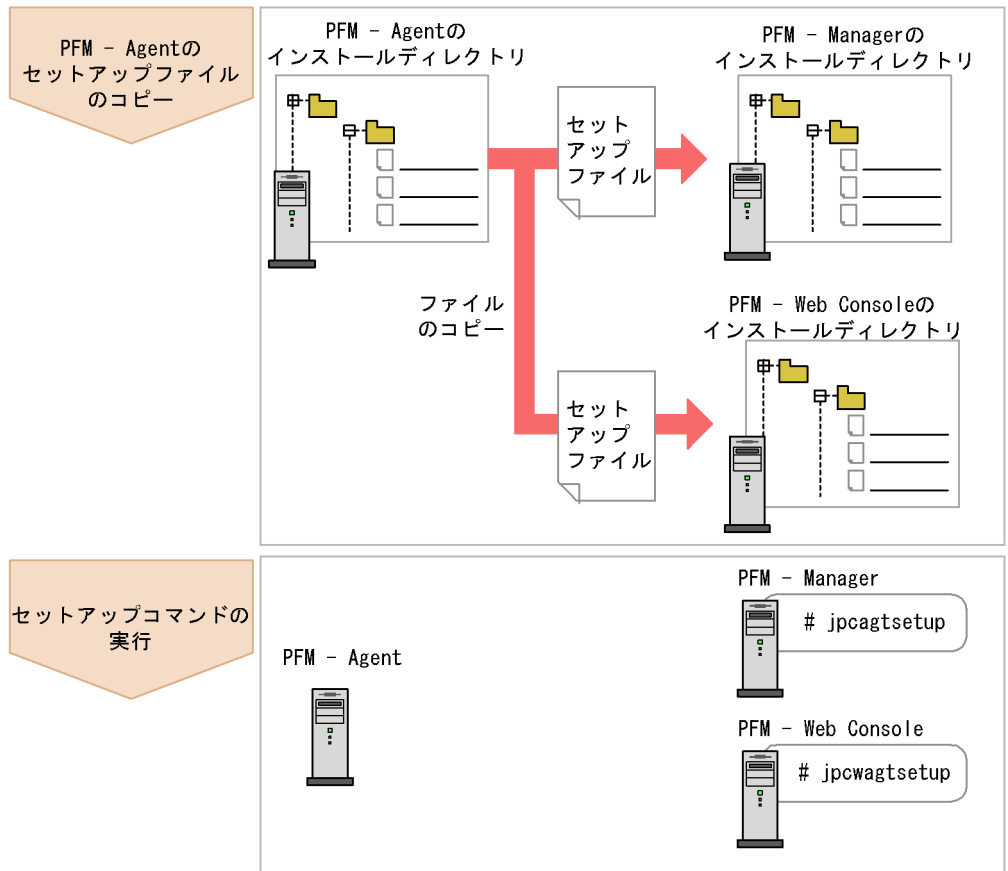 PFM - Agentの
セットアップファイル
のコピー
PFM - Agentの
インストールディレクトリ
PFM - Managerの
インストールディレクトリ
セット
アップ
ファイル
ファイル
のコピー
PFM - Web Consoleの
インストールディレクトリ
セット
アップ
ファイル
セットアップコマンドの
実行
PFM - Agent
PFM - Manager
# jpcagtsetup
PFM - Web Console
# jpcwagtsetup